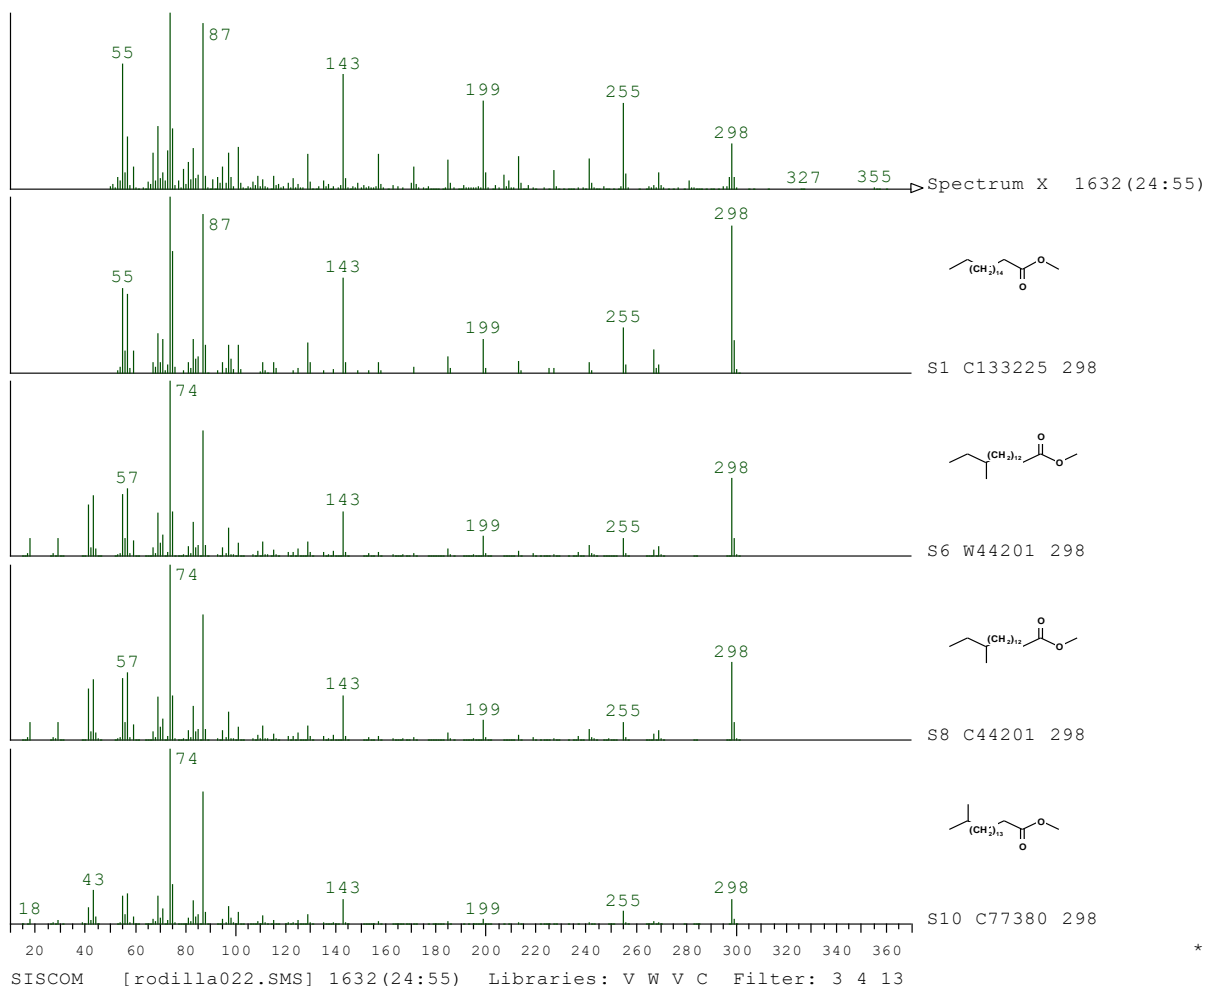 55
87
143
199
255
298
327
355
Spectrum X 1632(24:55)
55
87
143
199
255
298
(CH2)14
O
O
S1 C133225 298
74
57
143
199
255
298
(CH2)12
O
O
S6 W44201 298
74
57
143
199
255
298
(CH2)12
O
O
S8 C44201 298
74
18
43
143
199
255
298
(CH2)13
O
O
S10 C77380 298
20 40 60 80 100 120 140 160 180 200 220 240 260 280 300 320 340 360
*
SISCOM [rodilla022.SMS] 1632(24:55) Libraries: V W V C Filter: 3 4 13